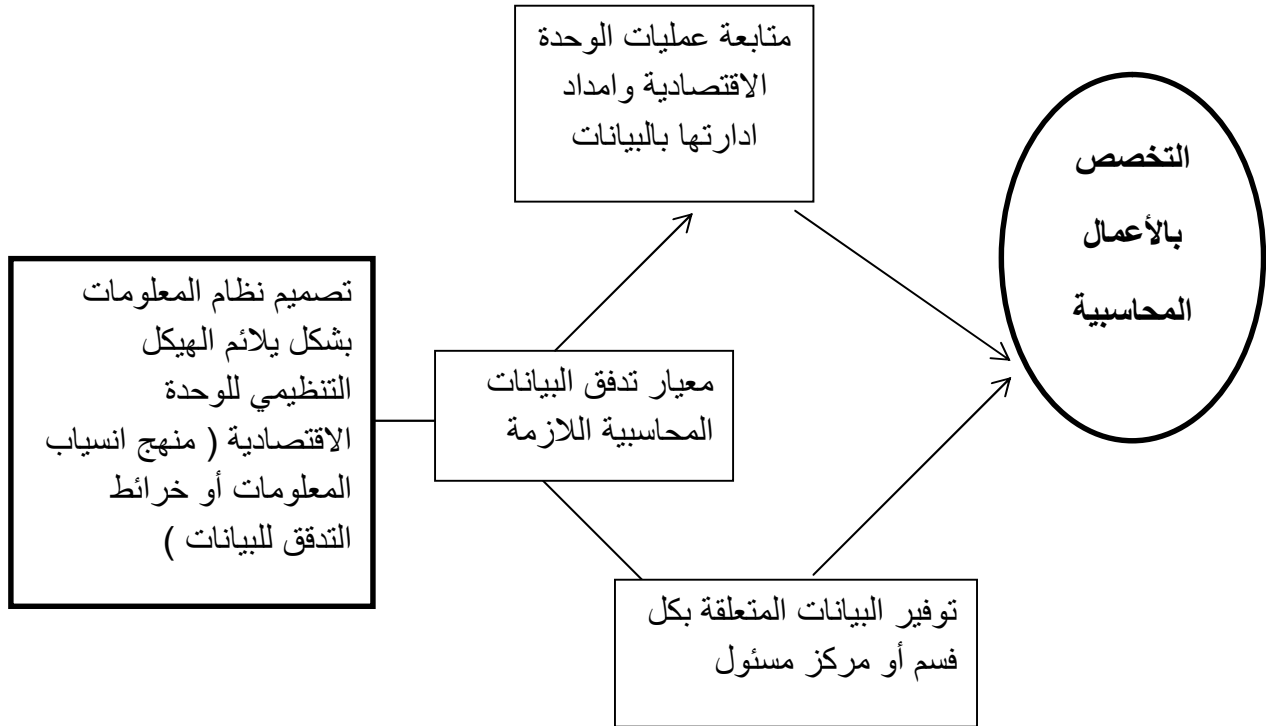 متابعة عمليات الوحدة
الاقتصادية وامداد
ادارتها بالبيانات
التخصص
بالأعمال
المحاسبية
تصميم نظام المعلومات
بشكل يلائم الهيكل
التنظيمي للوحدة
الاقتصادية ( منهج انسياب
المعلومات أو خرائط
التدقق للبيانات )
معيار تدفق البيانات
المحاسبية اللازمة
توفير البيانات المتعلقة بكل
فسم أو مركز مسئول